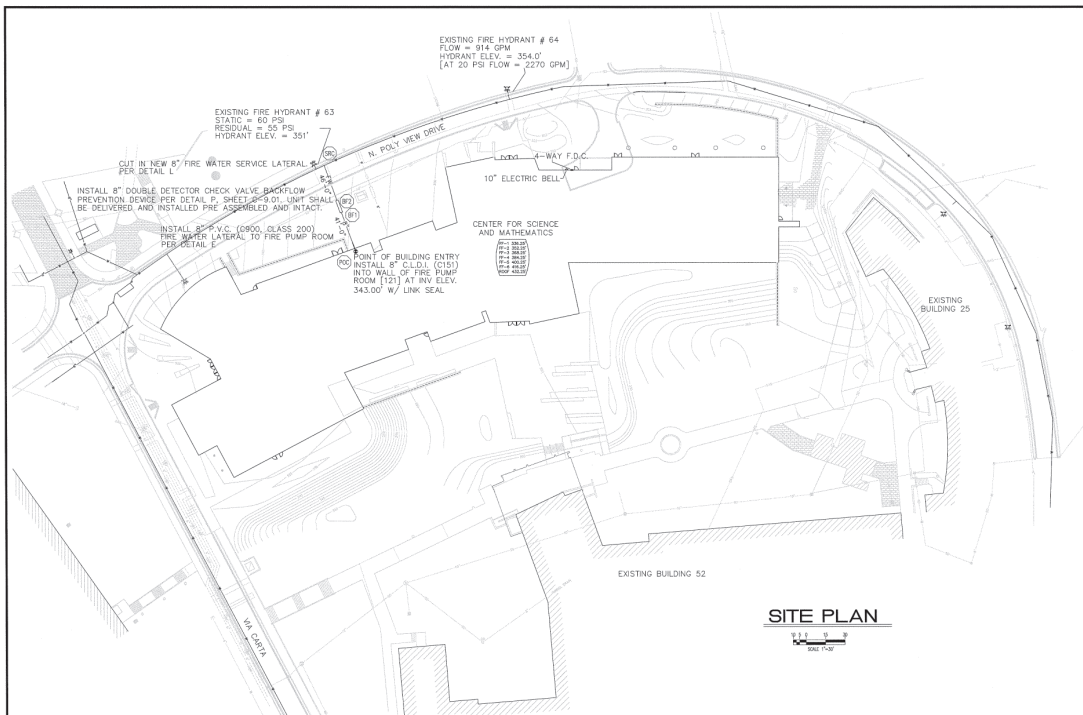 EXISTING FIRE HYDRANT # 64
FLOW = 914 GPM
HYDRANT ELEV. = 354.0'
[AT 20 PSI FLOW = 2270 GPM]
EXISTING FIRE HYDRANT # 63
STATIC = 60 PSI
RESIDUAL = 55 PSI
HYDRANT ELEV. = 351'
SRC
N. POLY VIEW DRIVE
CUT IN NEW 8" FIRE WATER SERVICE LATERAL.
PER DETAIL L
4-WAY F.D.C.
10" ELECTRIC BELL
INSTALL 8" DOUBLE DETECTOR CHECK VALVE BACKFLOW
PREVENTION DEVICE PER DETAIL P, SHEET C-9.01. UNIT SHALL
BE DELIVERED AND INSTALLED PRE ASSEMBLED AND INTACT.
46'-0"
BF2
BF1
INSTALL 8" P.V.C. (C900, CLASS 200)
FIRE WATER LATERAL TO FIRE PUMP ROOM
PER DETAIL E
CENTER FOR SCIENCE
AND MATHEMATICS
POC
POINT OF BUILDING ENTRY
INSTALL 8" C.L.D.I. (C151)
INTO WALL OF FIRE PUMP
ROOM [121] AT INV ELEV.
343.00' W/ LINK SEAL
EXISTING
BUILDING 25
EXISTING BUILDING 52
VIA CARTA
SITE PLAN
SCALE 1"=30'